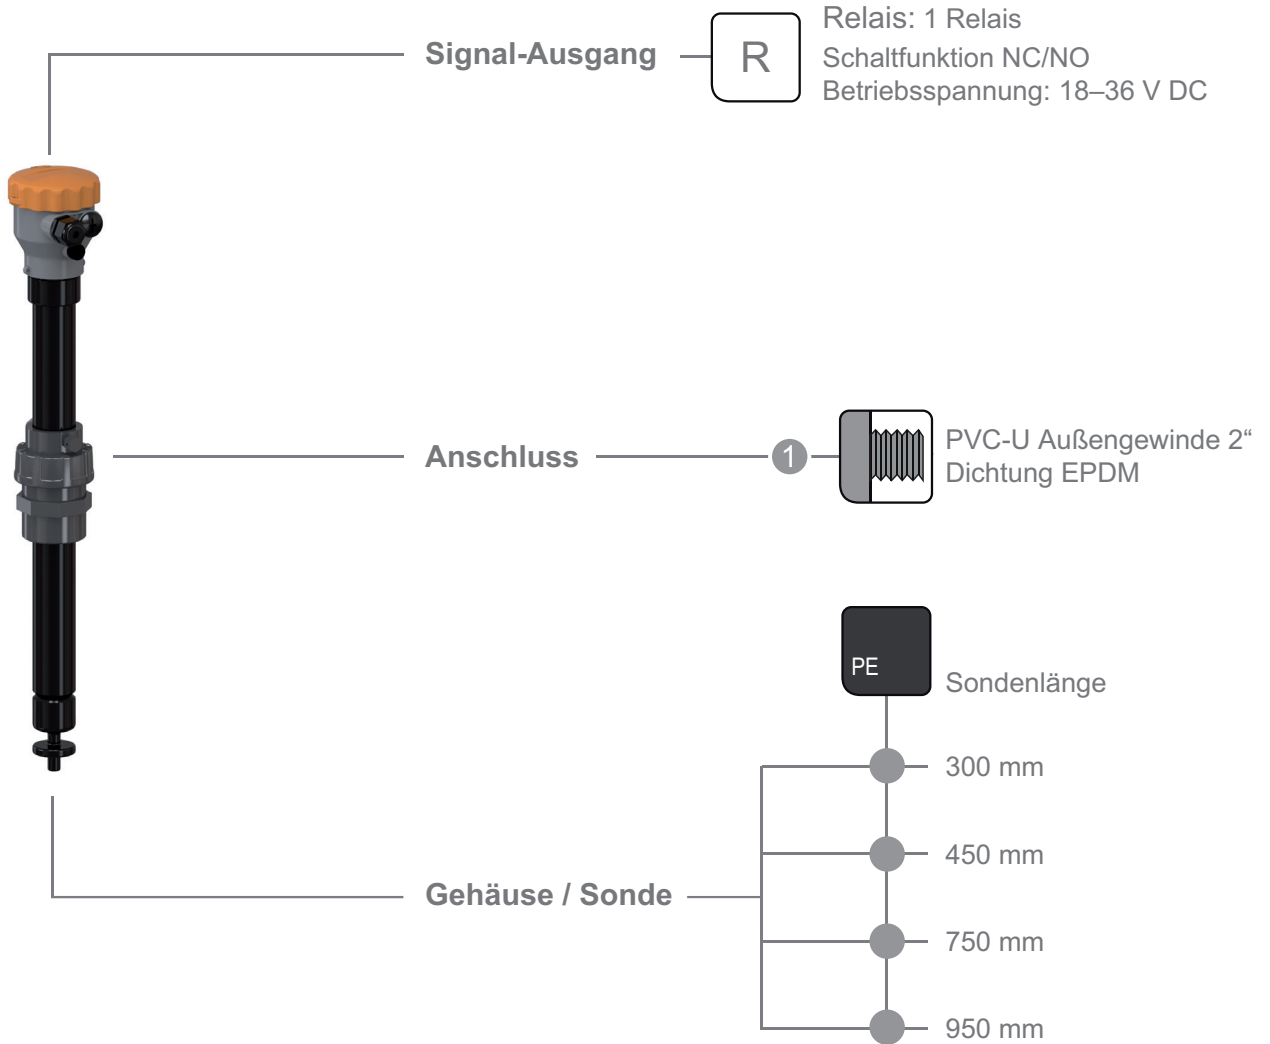 Signal-Ausgang
R
Relais: 1 Relais
Schaltfunktion NC/NO
Betriebsspannung: 18–36 V DC
Anschluss
1
PVC-U Außengewinde 2“
Dichtung EPDM
PE
Sondenlänge
300 mm
450 mm
Gehäuse / Sonde
750 mm
950 mm